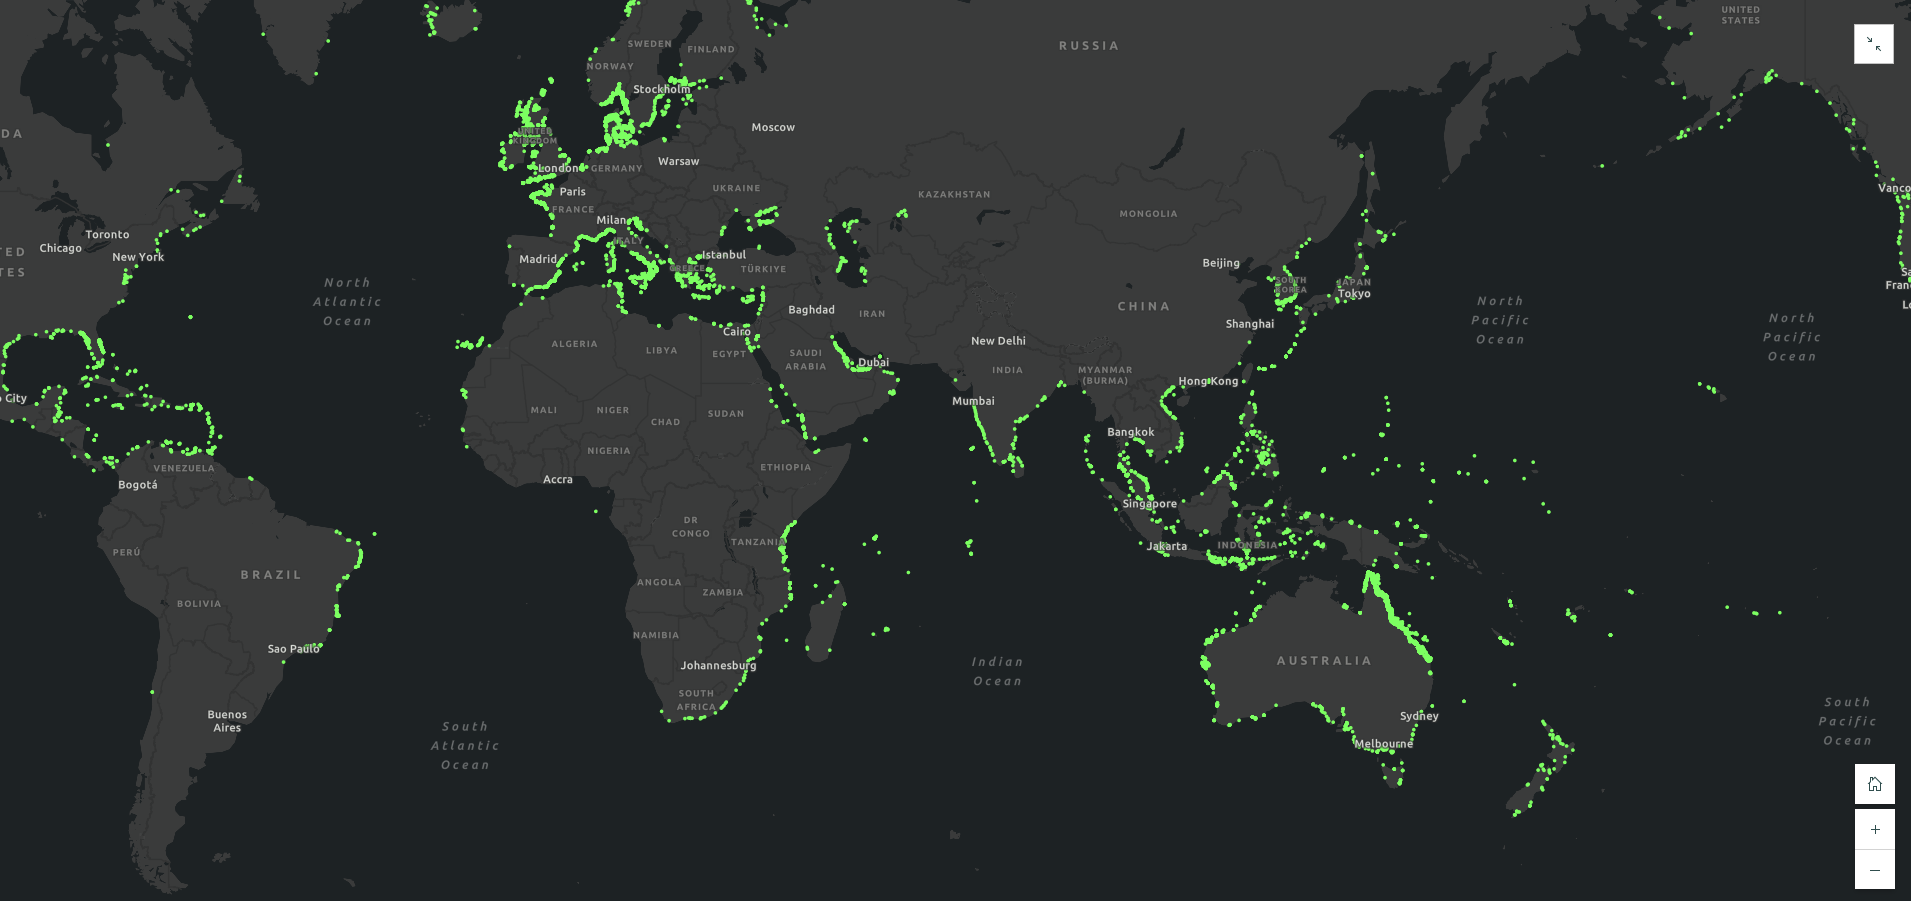 UNITED
STATES
RUSSIA
SWEDEN
FINLAND
NORWAY
Stockholm
Moscow
DA
UNITED
KINGDOM
Warsaw
London
GERMANY
Paris
UKRAINE
KAZAKHSTAN
Vanco
FRANCE
MONGOLIA
Milan
Toronto
ITALY
Chicago
TED
New York
Madrid
Istanbul
GREECE
TÜRKIYE
Beijing
TES
North
Atlantic
Ocean
SOUTH
KOREA
JAPAN
Tokyo
Sa
Fran
Lo
Baghdad
IRAN
CHINA
North
Pacific
Ocean
North
Pacific
Ocean
Shanghai
Cairo
ALGERIA
LIBYA
EGYPT
SAUDI
ARABIA
Dubai
New Delhi
INDIA
MYANMAR
(BURMA)
Hong Kong
o City
Mumbai
MALI
NIGER
CHAD
SUDAN
Bangkok
NIGERIA
ETHIOPIA
VENEZUELA
Bogotá
Accra
Singapore
DR
CONGO
TANZANIA
Jakarta
INDONESIA
PERÚ
BRAZIL
ANGOLA
ZAMBIA
BOLIVIA
NAMIBIA
Sao Paulo
Johannesburg
Indian
Ocean
AUSTRALIA
SOUTH
AFRICA
Buenos
Aires
South
Atlantic
Ocean
Sydney
Melbourne
South
Pacific
Ocean
+
−